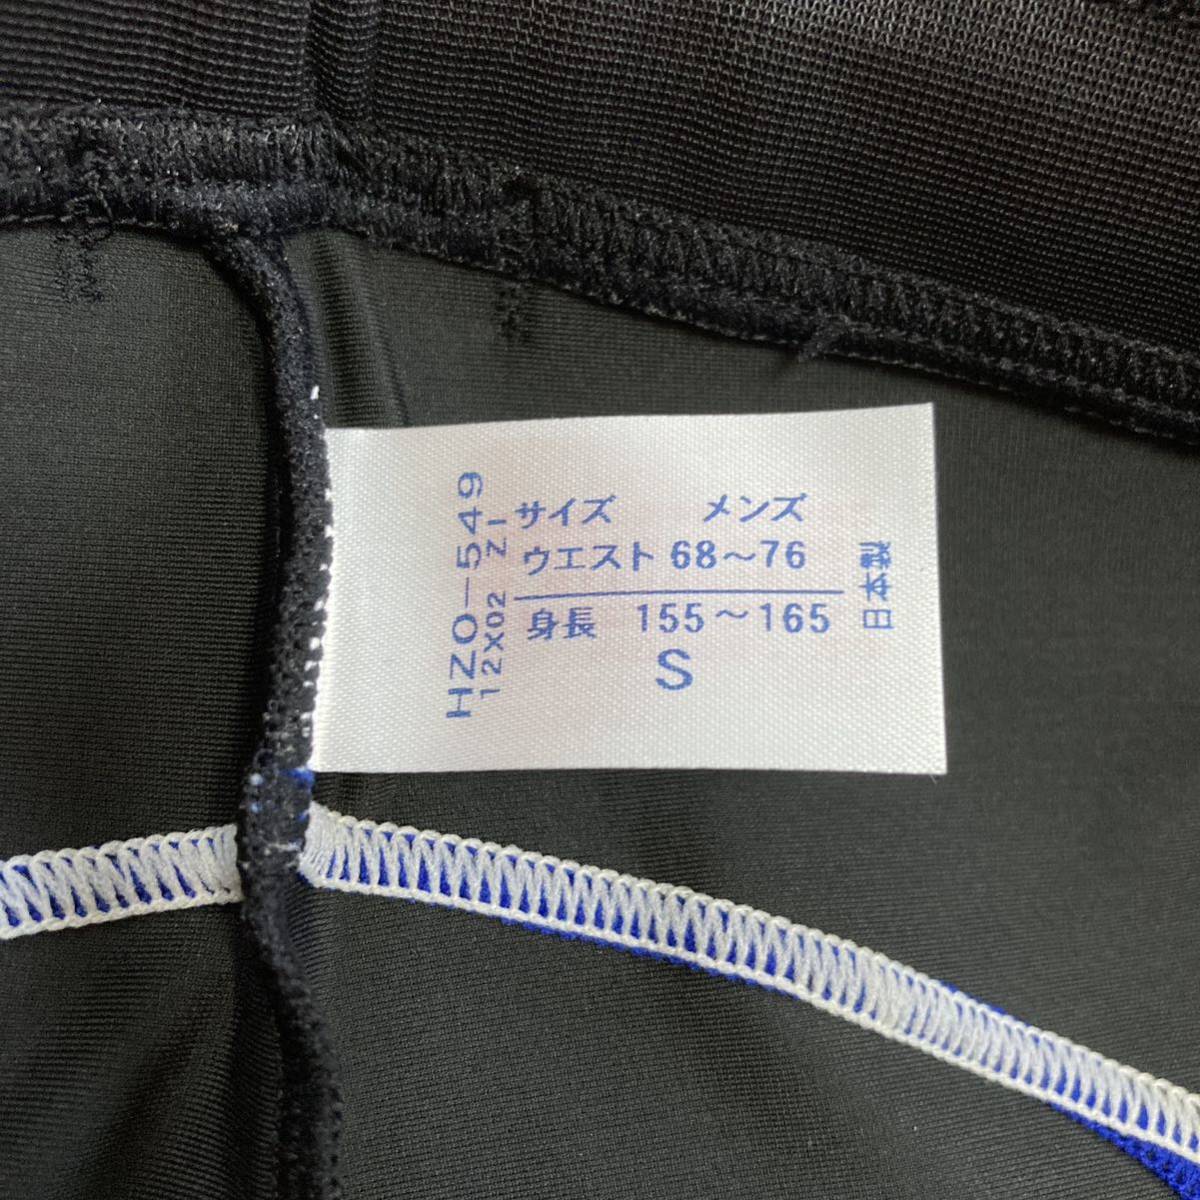 サイズ メンズ
ウエスト 68～76
身長 155～165
S
日本製
HZO-549
12X02 ZI